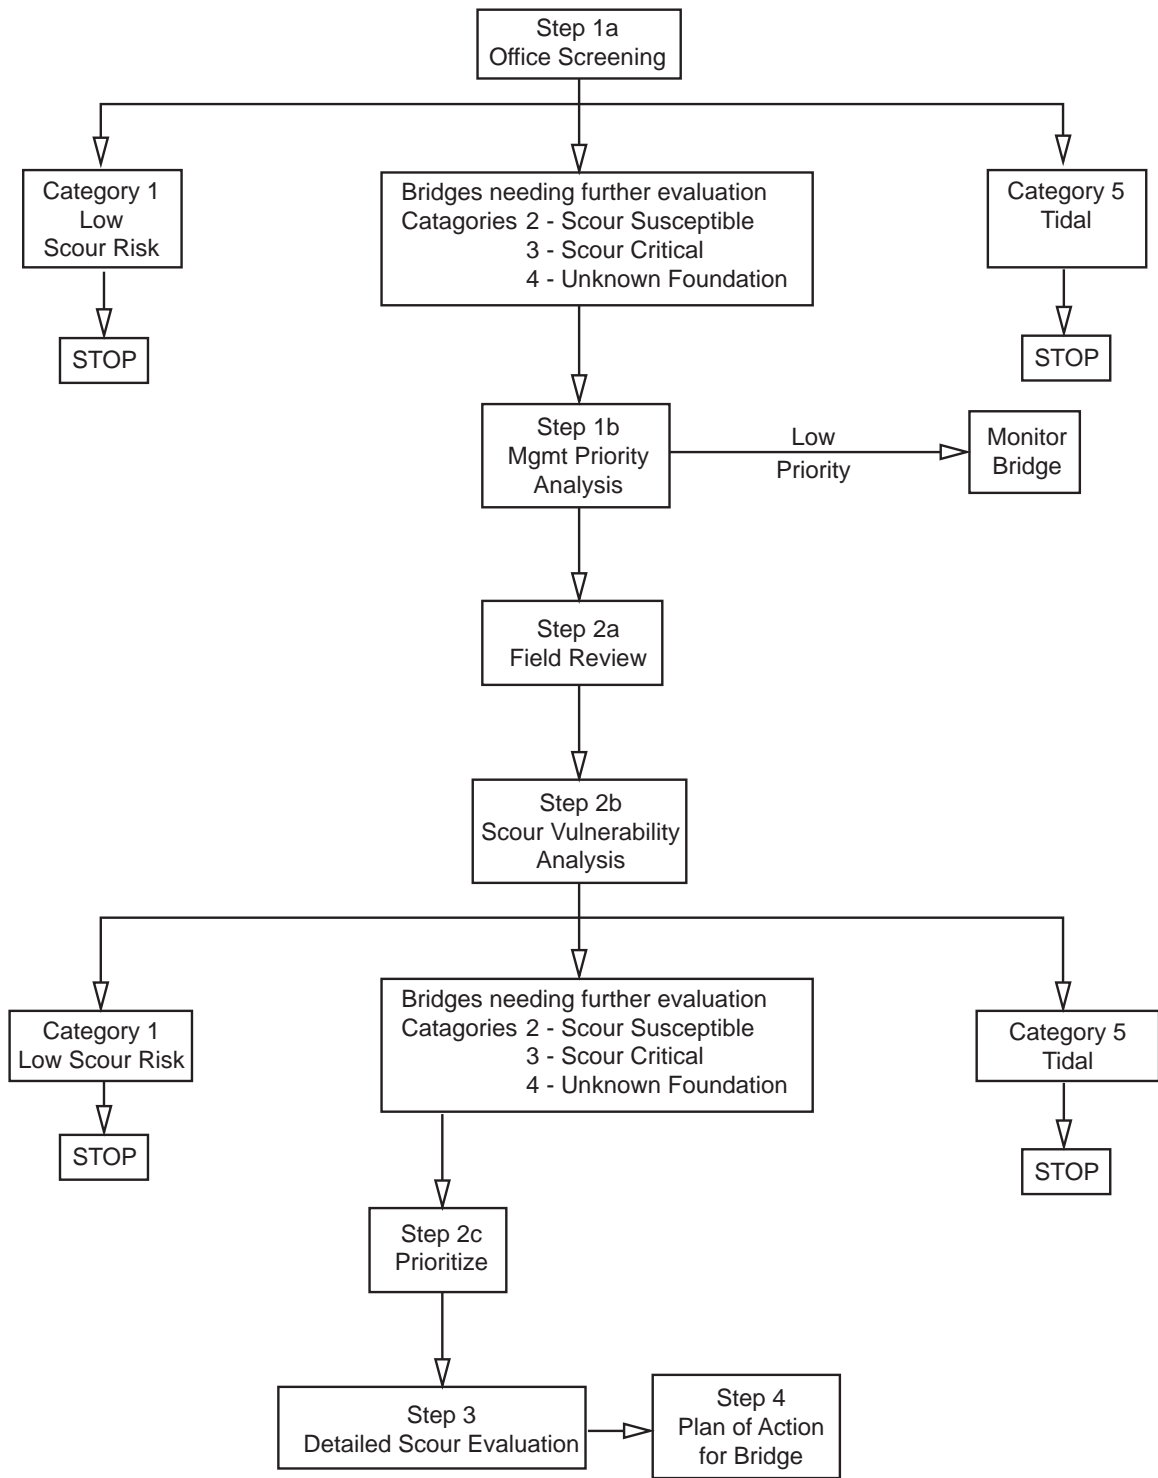 Step 1a
Office Screening
Category 1
Low
Scour Risk
Bridges needing further evaluation
Catagories 2 - Scour Susceptible
3 - Scour Critical
4 - Unknown Foundation
Category 5
Tidal
STOP
STOP
Step 1b
Mgmt Priority
Analysis
Low
Priority
Monitor
Bridge
Step 2a
Field Review
Step 2b
Scour Vulnerability
Analysis
Category 1
Low Scour Risk
Bridges needing further evaluation
Catagories 2 - Scour Susceptible
3 - Scour Critical
4 - Unknown Foundation
Category 5
Tidal
STOP
STOP
Step 2c
Prioritize
Step 3
Detailed Scour Evaluation
Step 4
Plan of Action
for Bridge